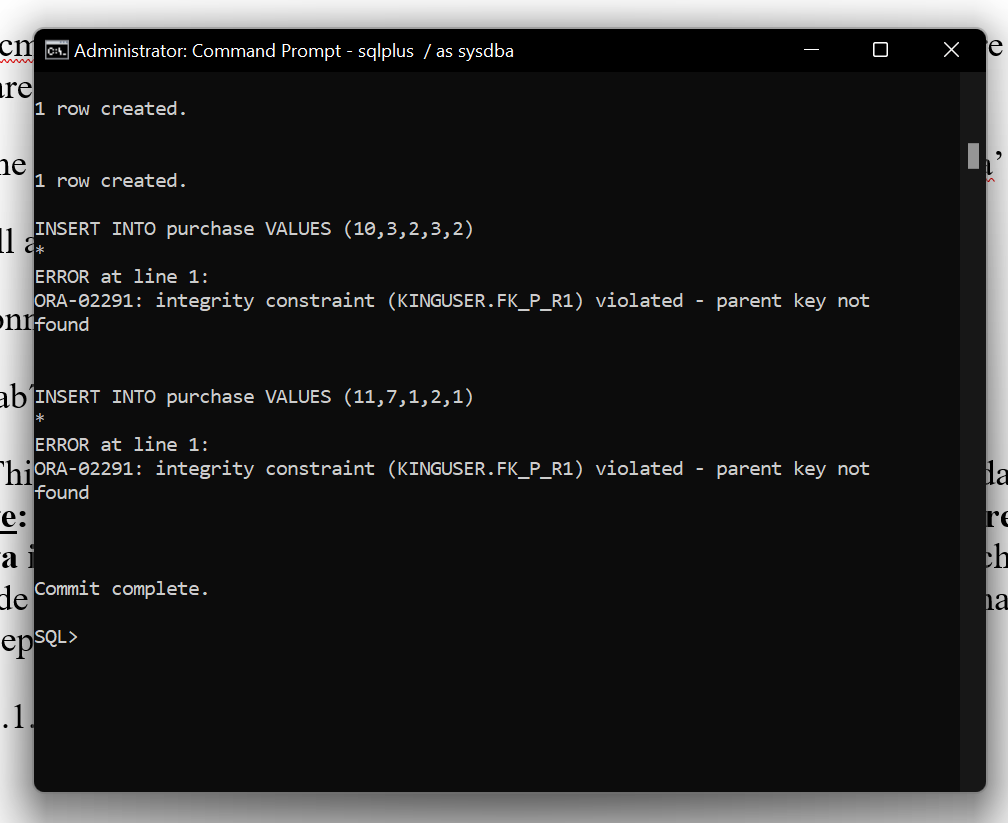 Administrator: Command Prompt - sqlplus  / as sysdba
1 row created.
1 row created.
INSERT INTO purchase VALUES (10,3,2,3,2)
*
ERROR at line 1:
ORA-02291: integrity constraint (KINGUSER.FK_P_R1) violated - parent key not
found
INSERT INTO purchase VALUES (11,7,1,2,1)
*
ERROR at line 1:
ORA-02291: integrity constraint (KINGUSER.FK_P_R1) violated - parent key not
found
Commit complete.
SQL>